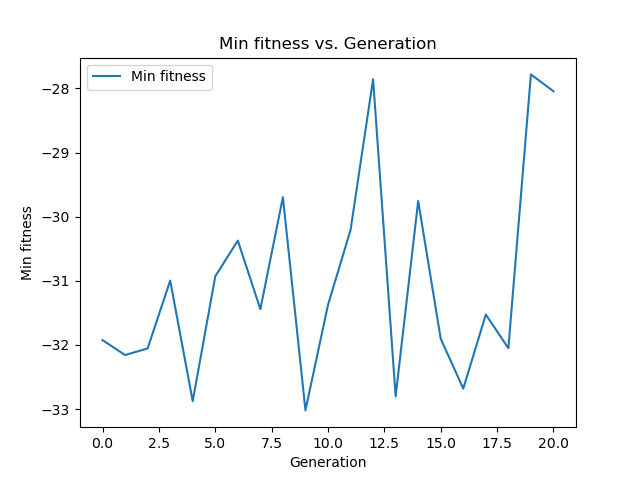 Min fitness vs. Generation
Min fitness
−28
−29
−30
−31
−32
−33
Min fitness
0.0 2.5 5.0 7.5 10.0 12.5 15.0 17.5 20.0
Generation